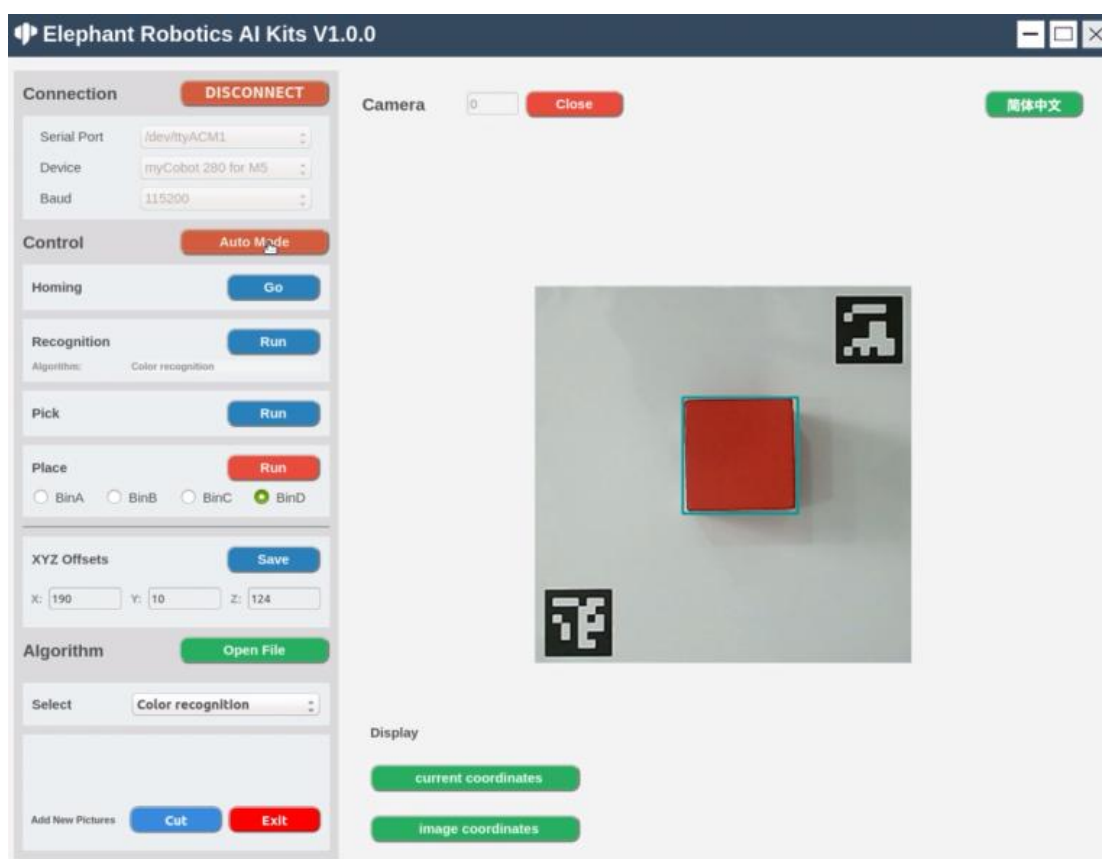 Elephant Robotics AI Kits V1.0.0
Connection DISCONNECT
Serial Port /dev/ttyACM1
Device myCobot 280 for M5
Baud 115200
Control Auto Mode
Homing Go
Recognition Run
Algorithm: Color recognition
Pick Run
Place Run
BinA BinB BinC BinD
XYZ Offsets Save
X: 190 Y: 10 Z: 124
Algorithm Open File
Select Color recognition
Add New Pictures Cut Exit
Camera 0 Close 简体中文
Display
current coordinates
image coordinates